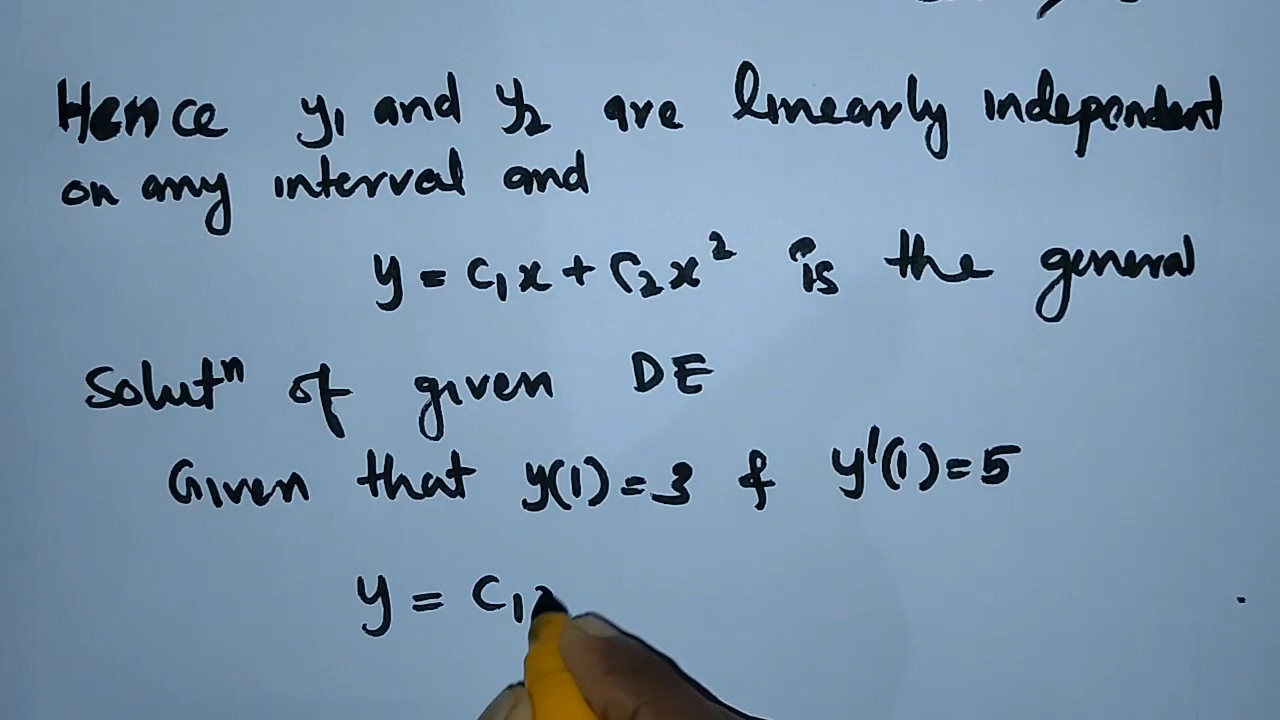 Hence y₁ and y₂ are linearly independent
on any interval and
y = c₁x + c₂x² is the general
Solutⁿ of given DE
Given that y(1)=3 & y'(1)=5
y = c₁